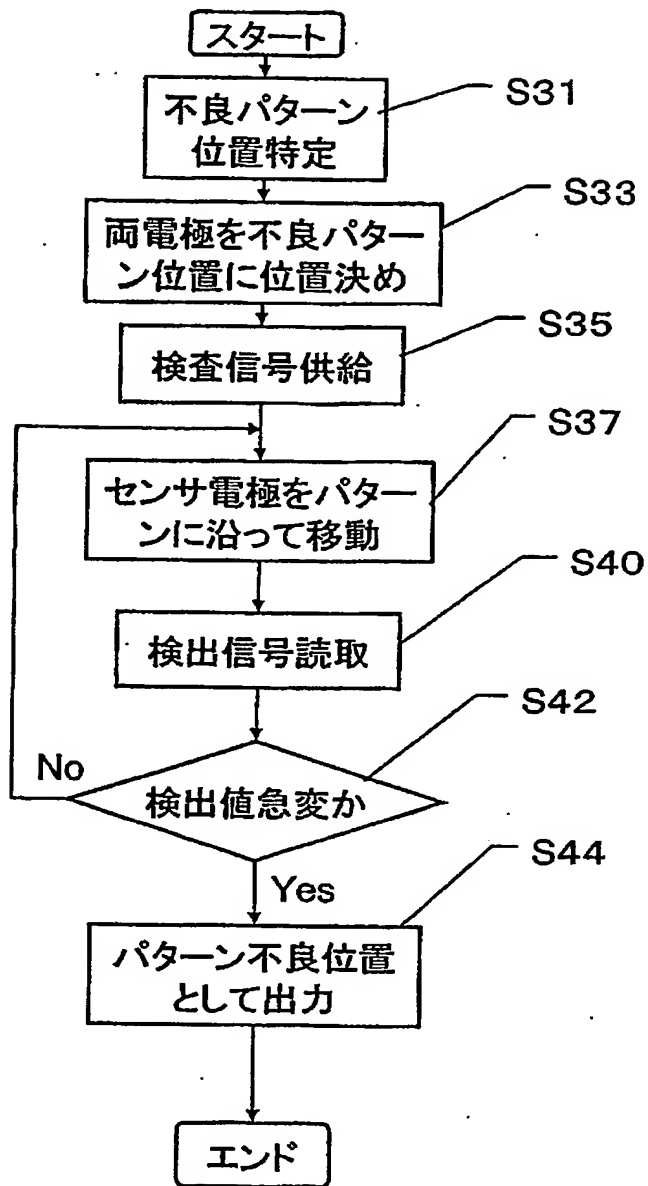 スタート
不良パターン
位置特定
S31
両電極を不良パター
ン位置に位置決め
S33
検査信号供給
S35
センサ電極をパター
ンに沿って移動
S37
検出信号読取
S40
検出値急変か
S42
No
Yes
パターン不良位置
として出力
S44
エンド